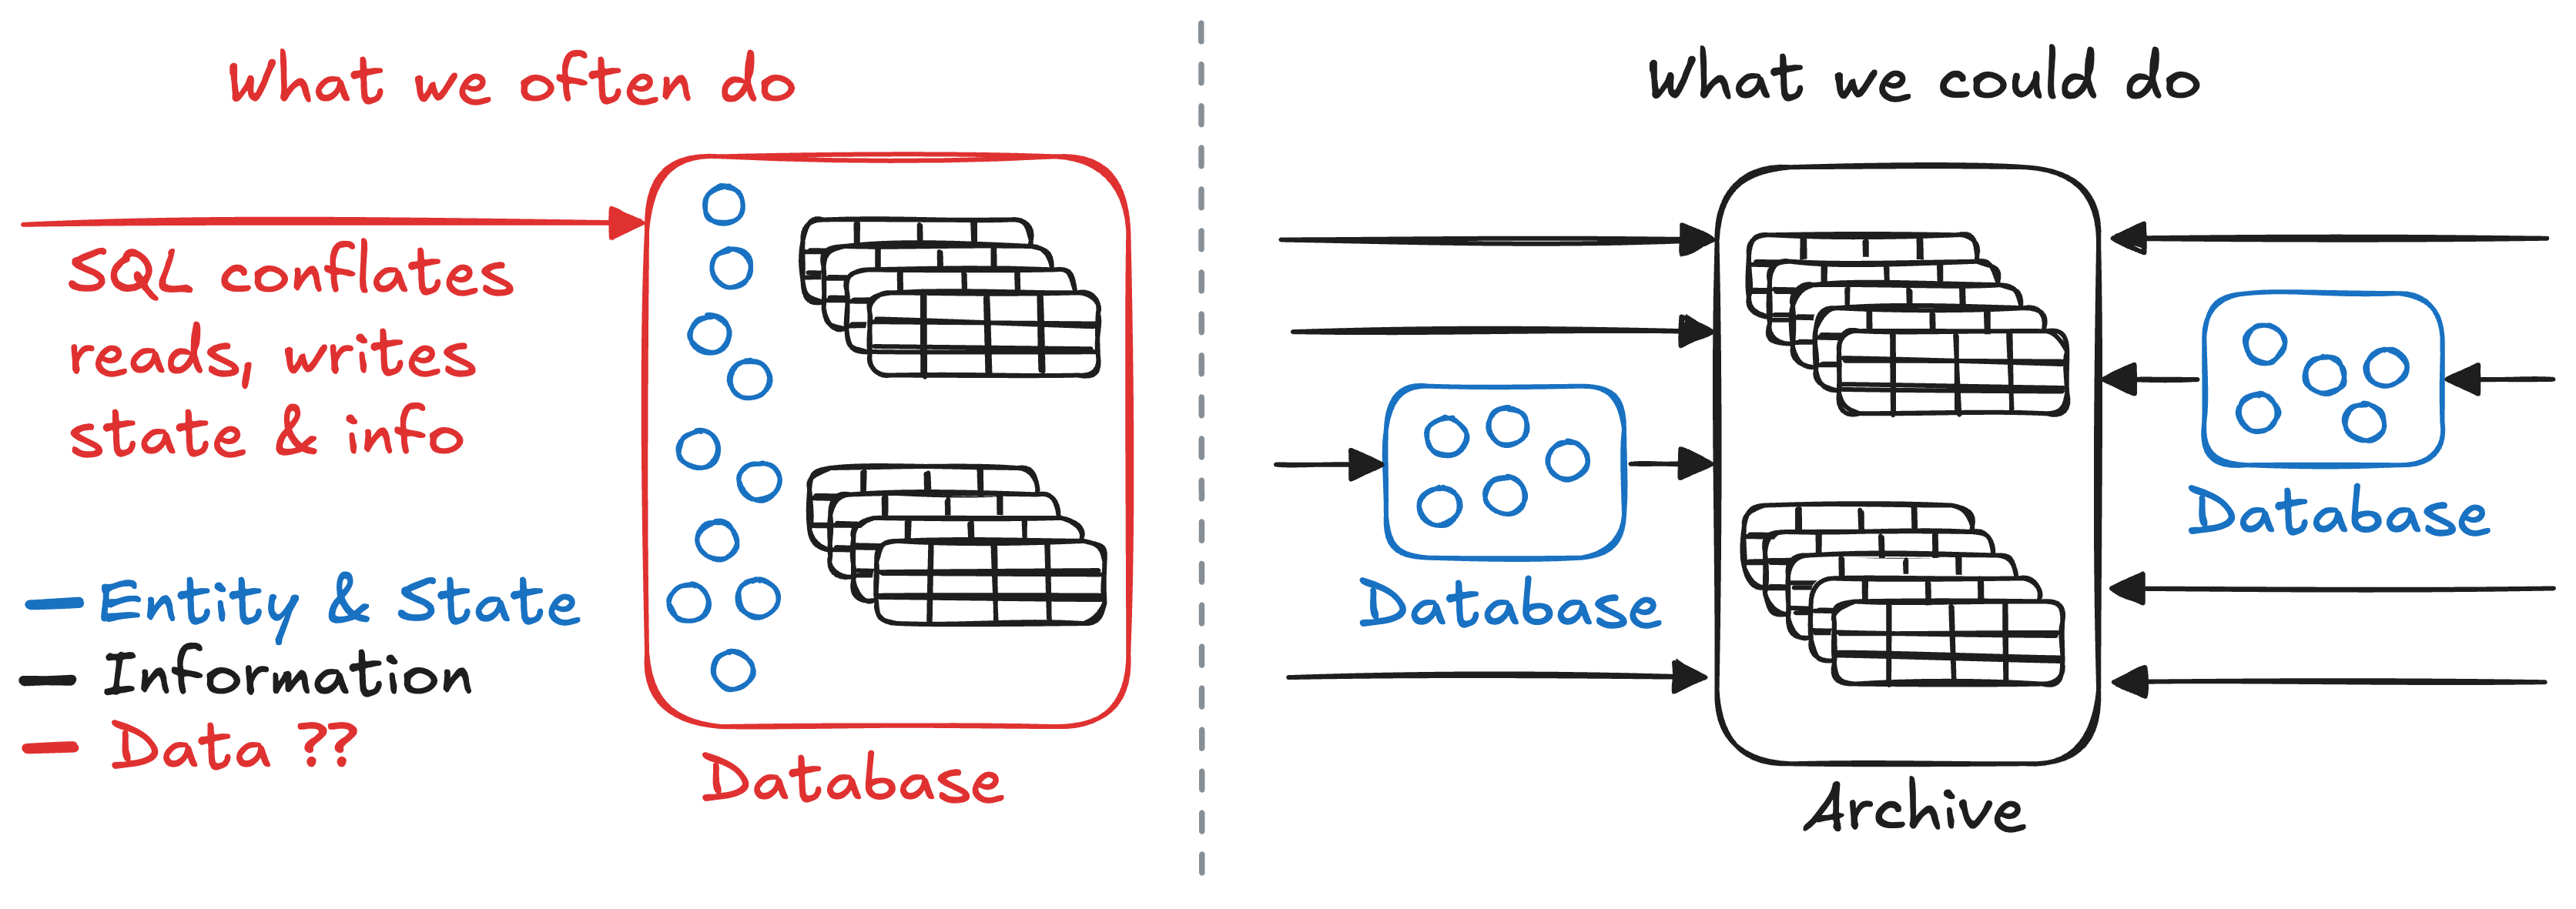 What we often do
SQL conflates
reads, writes
state & info
Entity & State
Information
Data ??
Database
What we could do
Database
Database
Archive